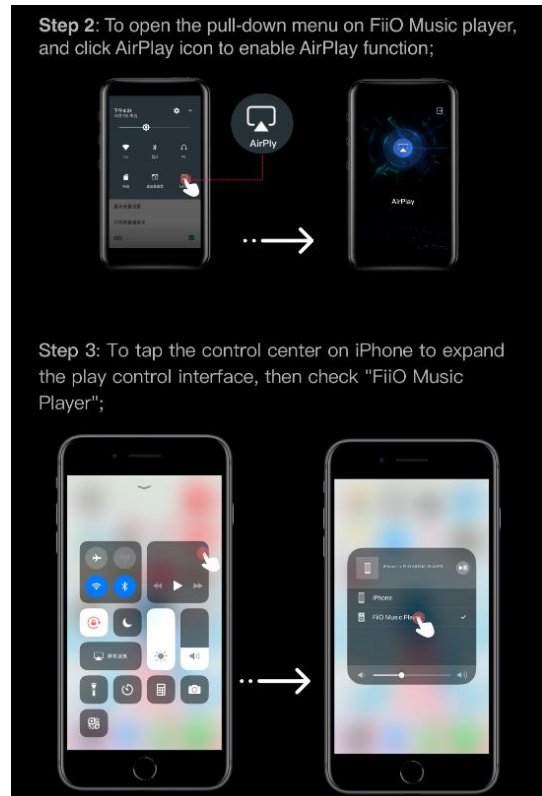 Step 2: To open the pull-down menu on FiiO Music player,
and click AirPlay icon to enable AirPlay function;
AirPly
AirPlay
Step 3: To tap the control center on iPhone to expand
the play control interface, then check "FiiO Music
Player";
iPhone
FiiO Music Player